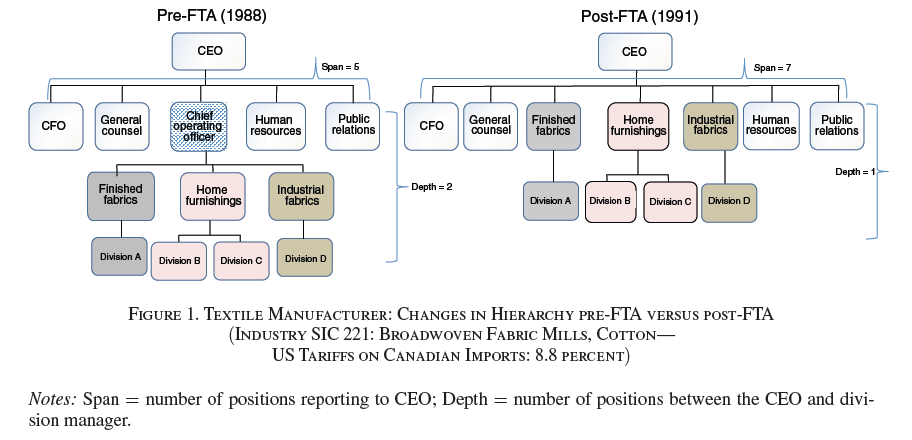 Pre-FTA (1988)
CEO
Span = 5
CFO
General
counsel
Chief
operating
officer
Human
resources
Public
relations
Finished
fabrics
Home
furnishings
Industrial
fabrics
Depth = 2
Division A
Division B
Division C
Division D
Post-FTA (1991)
CEO
Span = 7
CFO
General
counsel
Finished
fabrics
Home
furnishings
Industrial
fabrics
Human
resources
Public
relations
Depth = 1
Division A
Division B
Division C
Division D
Figure 1. Textile Manufacturer: Changes in Hierarchy pre-FTA versus post-FTA
(Industry SIC 221: Broadwoven Fabric Mills, Cotton—
US Tariffs on Canadian Imports: 8.8 percent)
Notes: Span = number of positions reporting to CEO; Depth = number of positions between the CEO and divi-
sion manager.